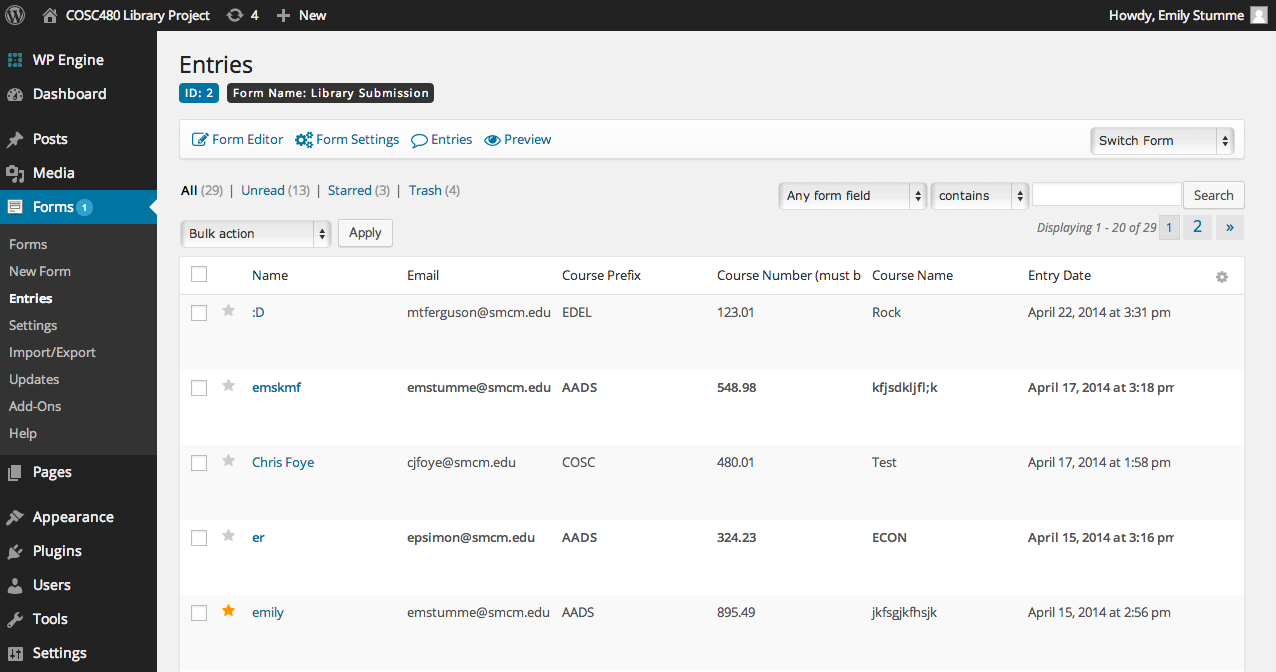 COSC480 Library Project 4 New Howdy, Emily Stumme
WP Engine
Dashboard
Posts
Media
Forms 1
Forms
New Form
Entries
Settings
Import/Export
Updates
Add-Ons
Help
Pages
Appearance
Plugins
Users
Tools
Settings
Entries
ID: 2 Form Name: Library Submission
Form Editor Form Settings Entries Preview Switch Form
All (29) | Unread (13) | Starred (3) | Trash (4) Any form field contains Search
Displaying 1 - 20 of 29 1 2 »
Bulk action Apply
Name Email Course Prefix Course Number (must b Course Name Entry Date
:D mtferguson@smcm.edu EDEL 123.01 Rock April 22, 2014 at 3:31 pm
emskmf emstumme@smcm.edu AADS 548.98 kfjsdkljfl;k April 17, 2014 at 3:18 pm
Chris Foye cjfoye@smcm.edu COSC 480.01 Test April 17, 2014 at 1:58 pm
er epsimon@smcm.edu AADS 324.23 ECON April 15, 2014 at 3:16 pm
emily emstumme@smcm.edu AADS 895.49 jkfsgjkfhsjk April 15, 2014 at 2:56 pm